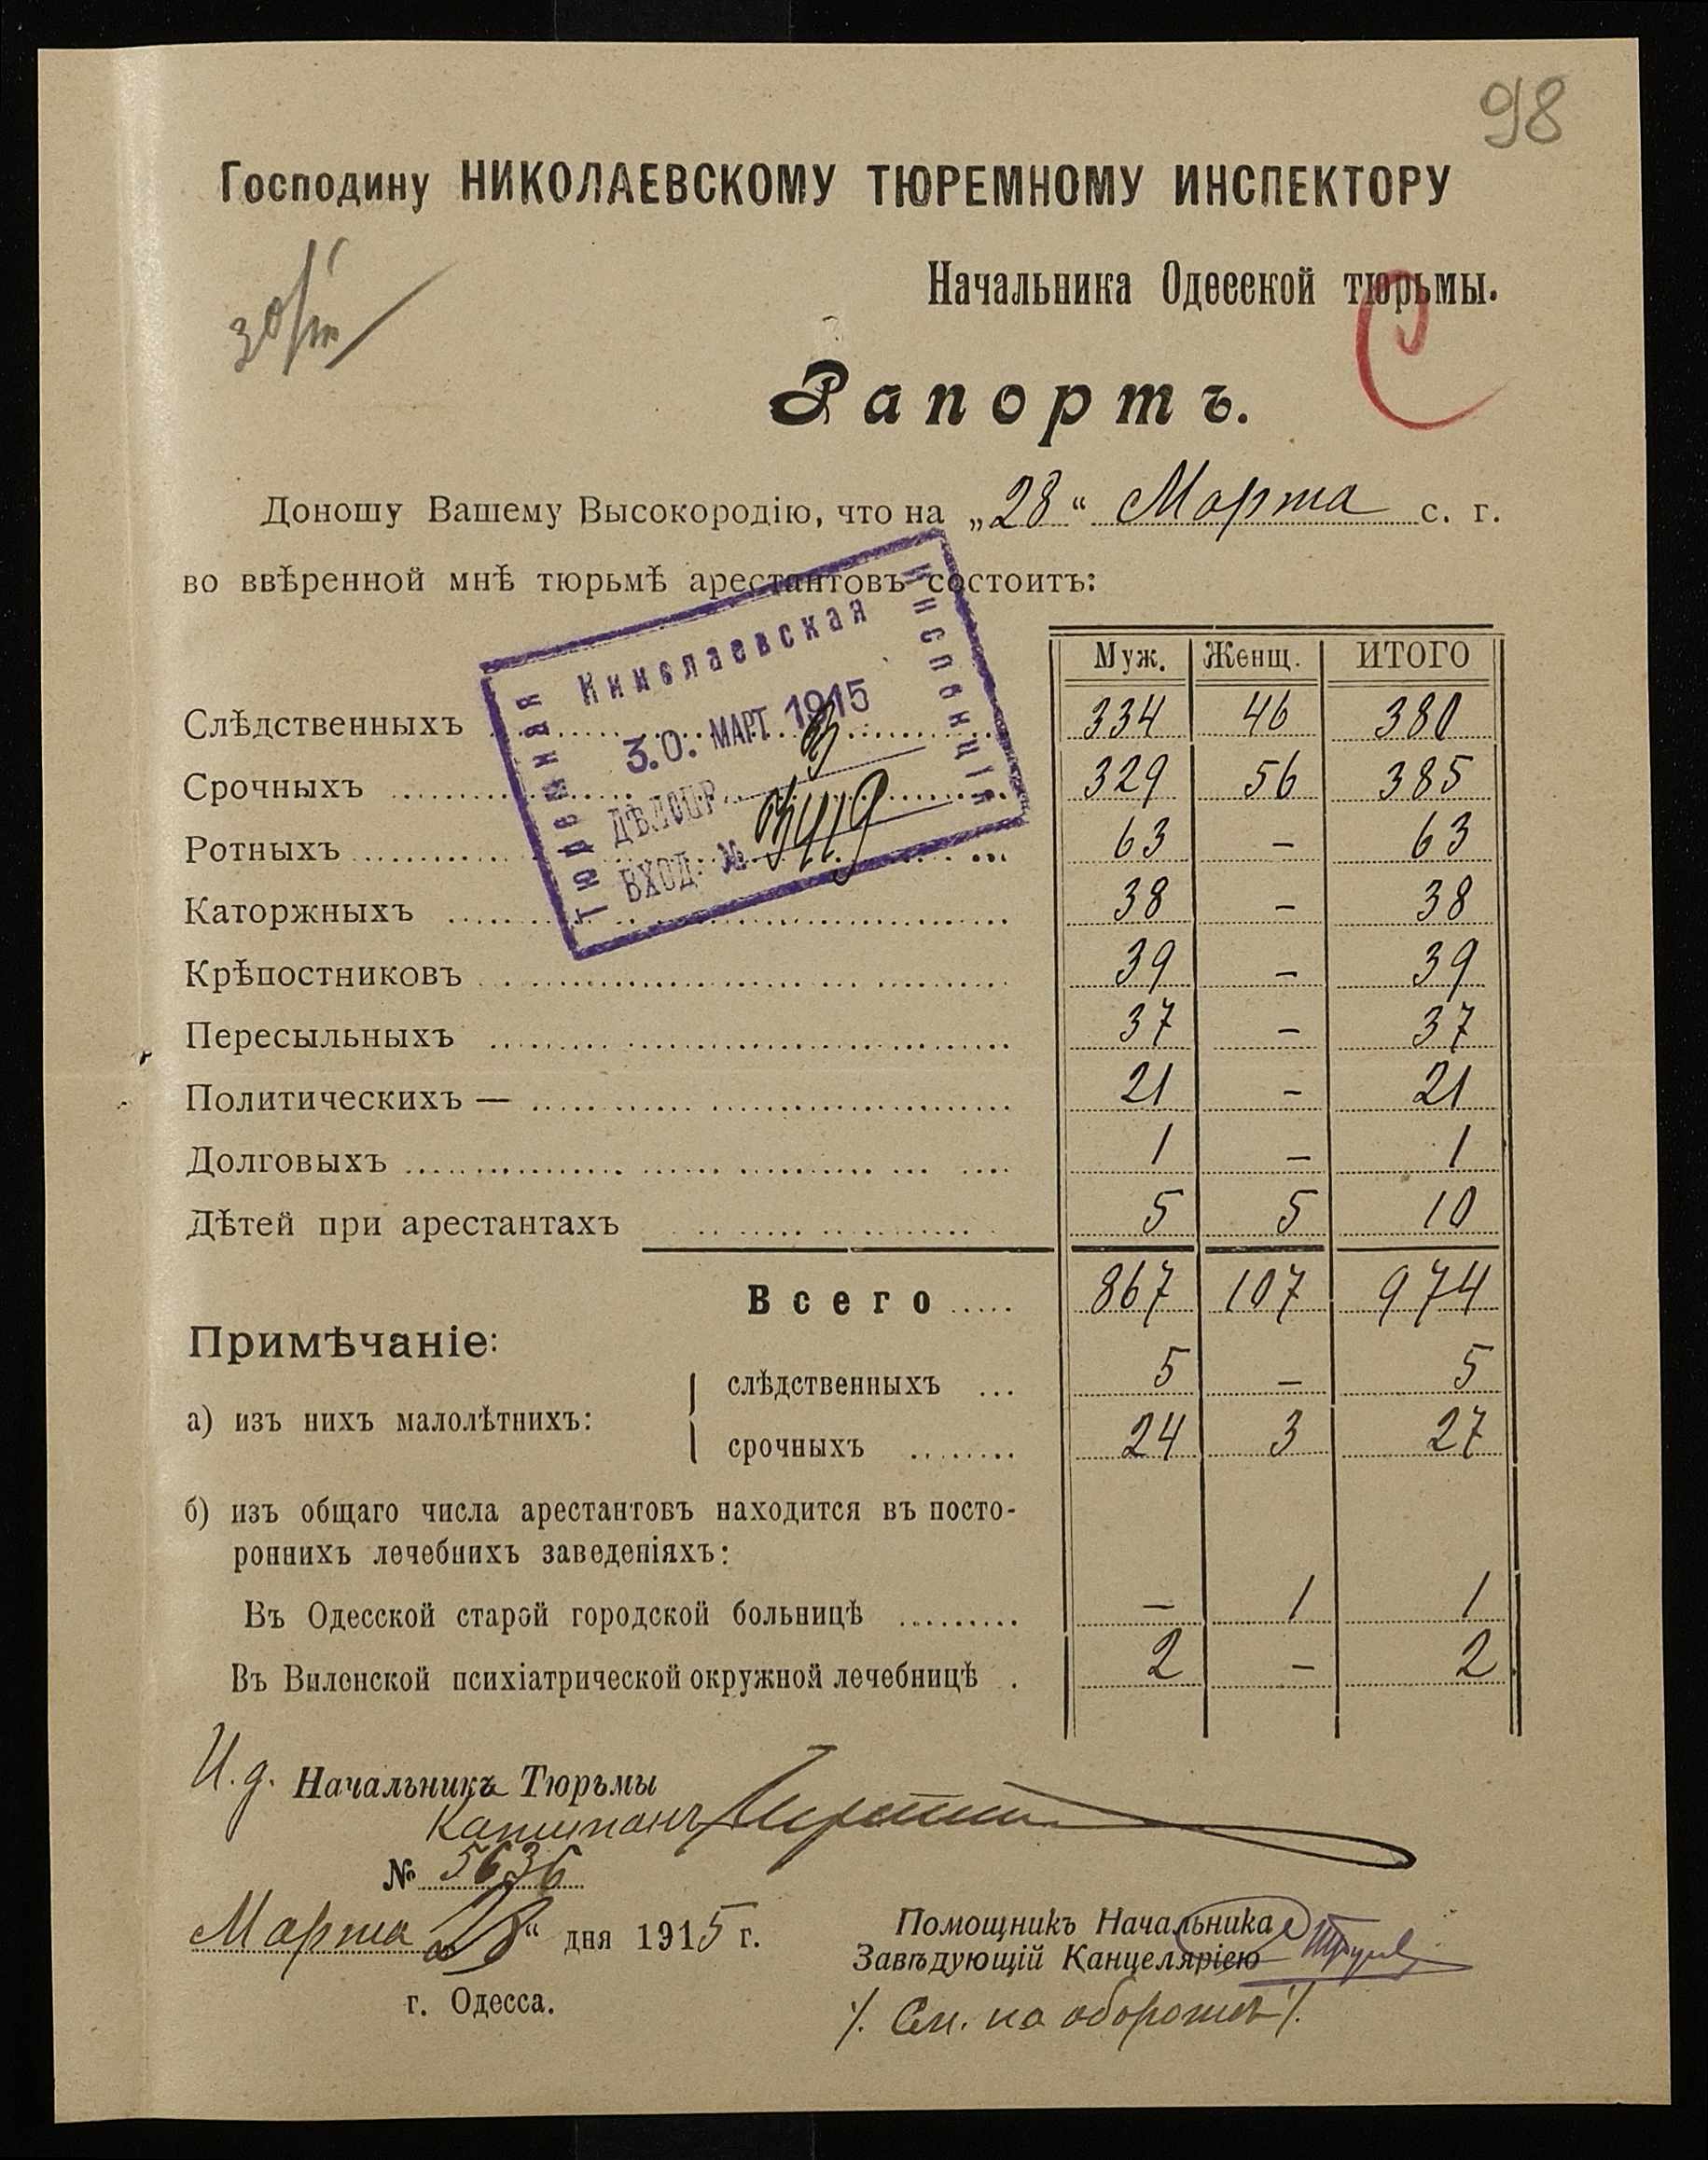 98
Господину НИКОЛАЕВСКОМУ ТЮРЕМНОМУ ИНСПЕКТОРУ
Начальника Одесской тюрьмы.
Рапортъ.
Доношу Вашему Высокородію, что на „28“ Марта с. г.
во ввѣренной мнѣ тюрьмѣ арестантовъ состоитъ:
Николаевская
Тюремная
Инспекція
30. МАРТ 1915
ДѢЛОПР.
ВХОД. №
Муж. Женщ. ИТОГО
Слѣдственныхъ 334 46 380
Срочныхъ 329 56 385
Ротныхъ 63 - 63
Каторжныхъ 38 - 38
Крѣпостниковъ 39 - 39
Пересыльныхъ 37 - 37
Политическихъ — 21 - 21
Долговыхъ 1 - 1
Дѣтей при арестантахъ 5 5 10
Всего 867 107 974
Примѣчаніе:
а) изъ нихъ малолѣтнихъ:
слѣдственныхъ 5 - 5
срочныхъ 24 3 27
б) изъ общаго числа арестантовъ находится въ посто-
роннихъ лечебнихъ заведеніяхъ:
Въ Одесской старой городской больницѣ - 1 1
Въ Виленской психіатрической окружной лечебницѣ 2 - 2
И.д. Начальникъ Тюрьмы
Капитанъ
№ 5636
Марта 28“ дня 1915 г.
г. Одесса.
Помощникъ Начальника
Завѣдующій Канцеляріею
./. См. на оборотѣ ./.